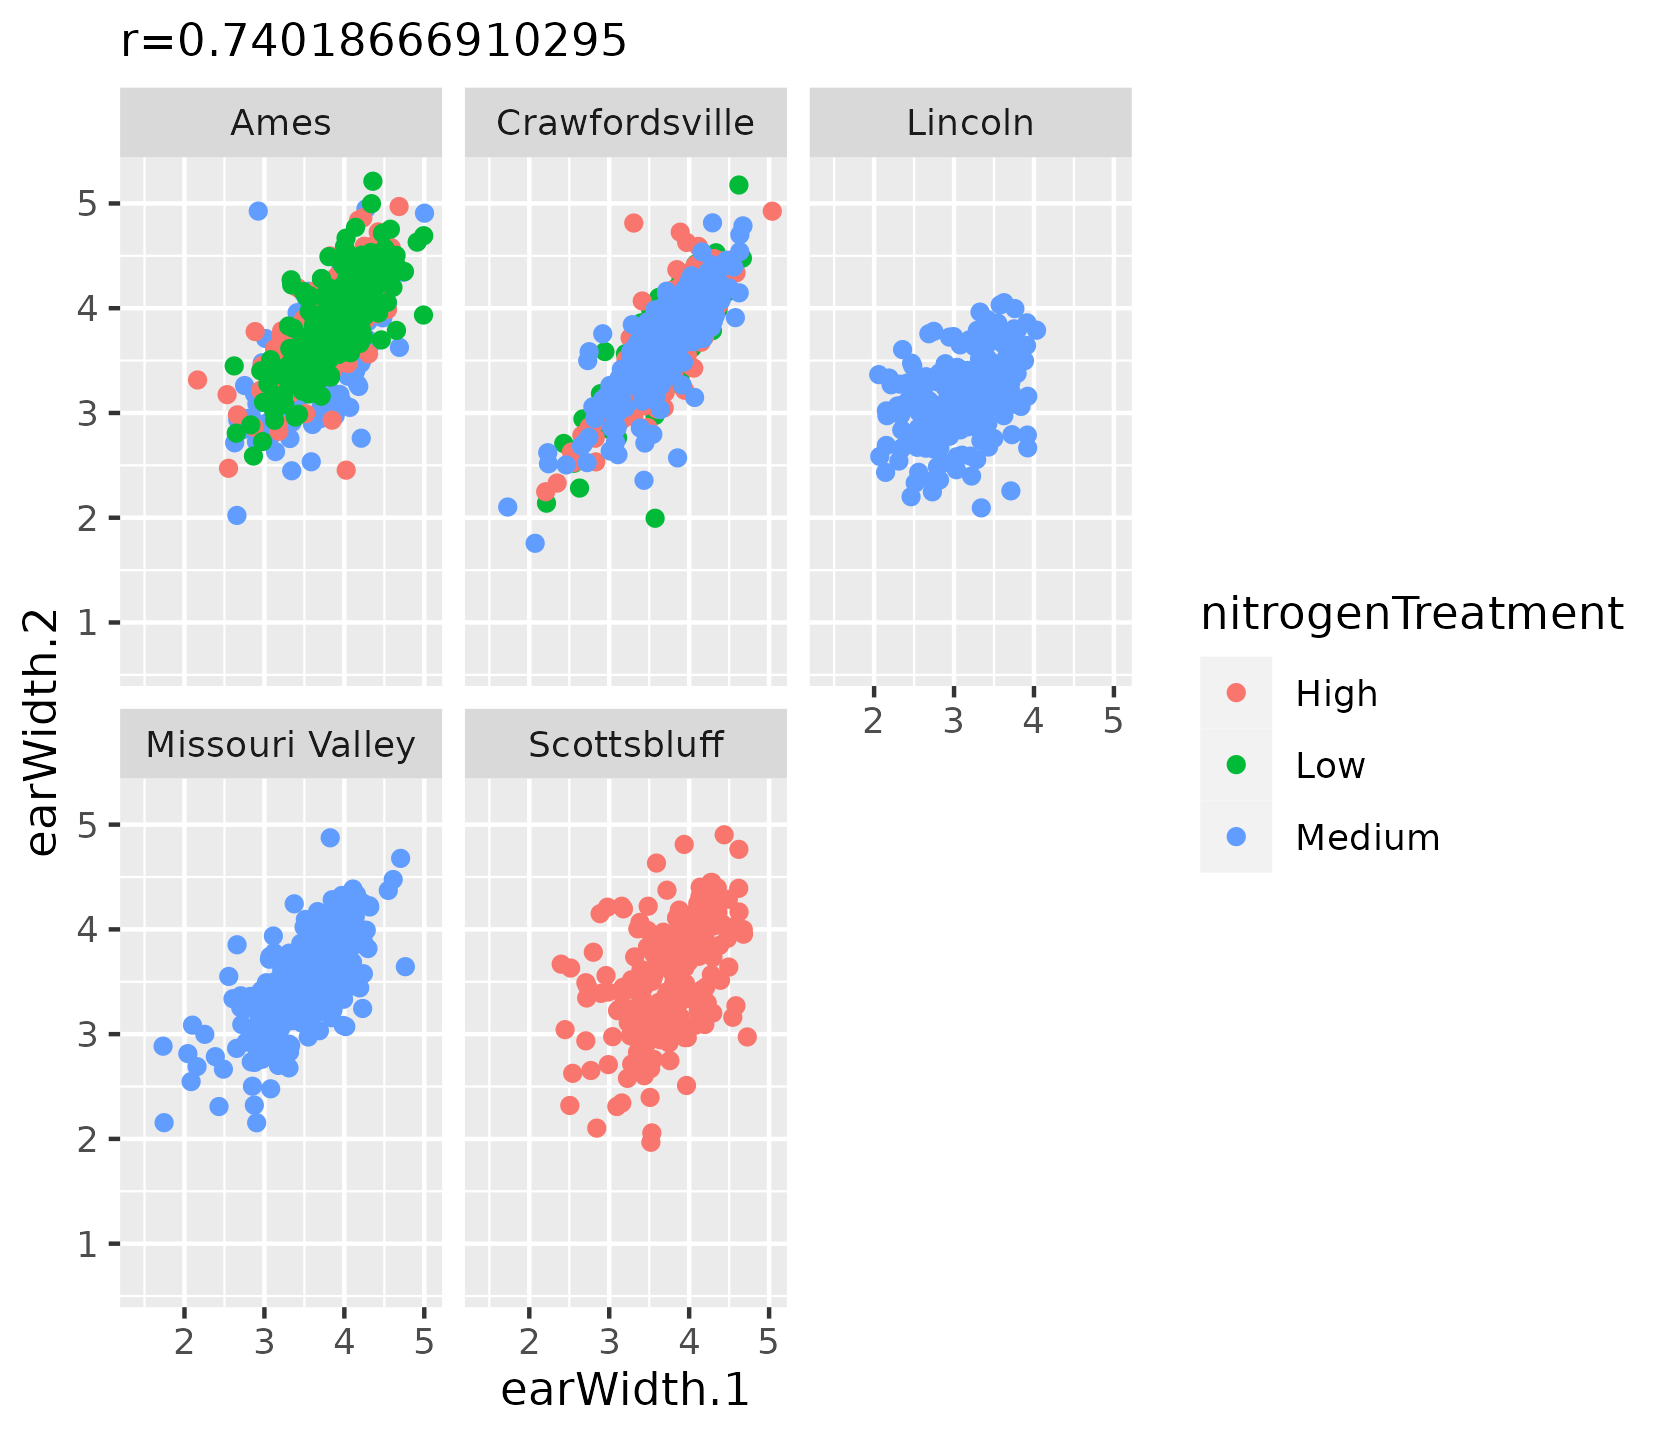 r=0.74018666910295
Ames
Crawfordsville
Lincoln
5
4
3
2
1
2 3 4 5
Missouri Valley
Scottsbluff
5
4
3
2
1
2 3 4 5
2 3 4 5
earWidth.1
earWidth.2
nitrogenTreatment
High
Low
Medium